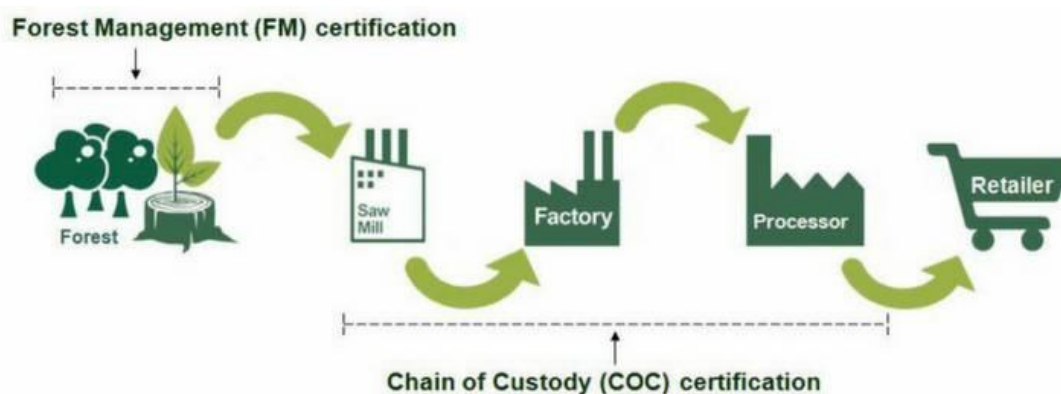 Forest Management (FM) certification
Forest
Saw
Mill
Factory
Processor
Retailer
Chain of Custody (COC) certification